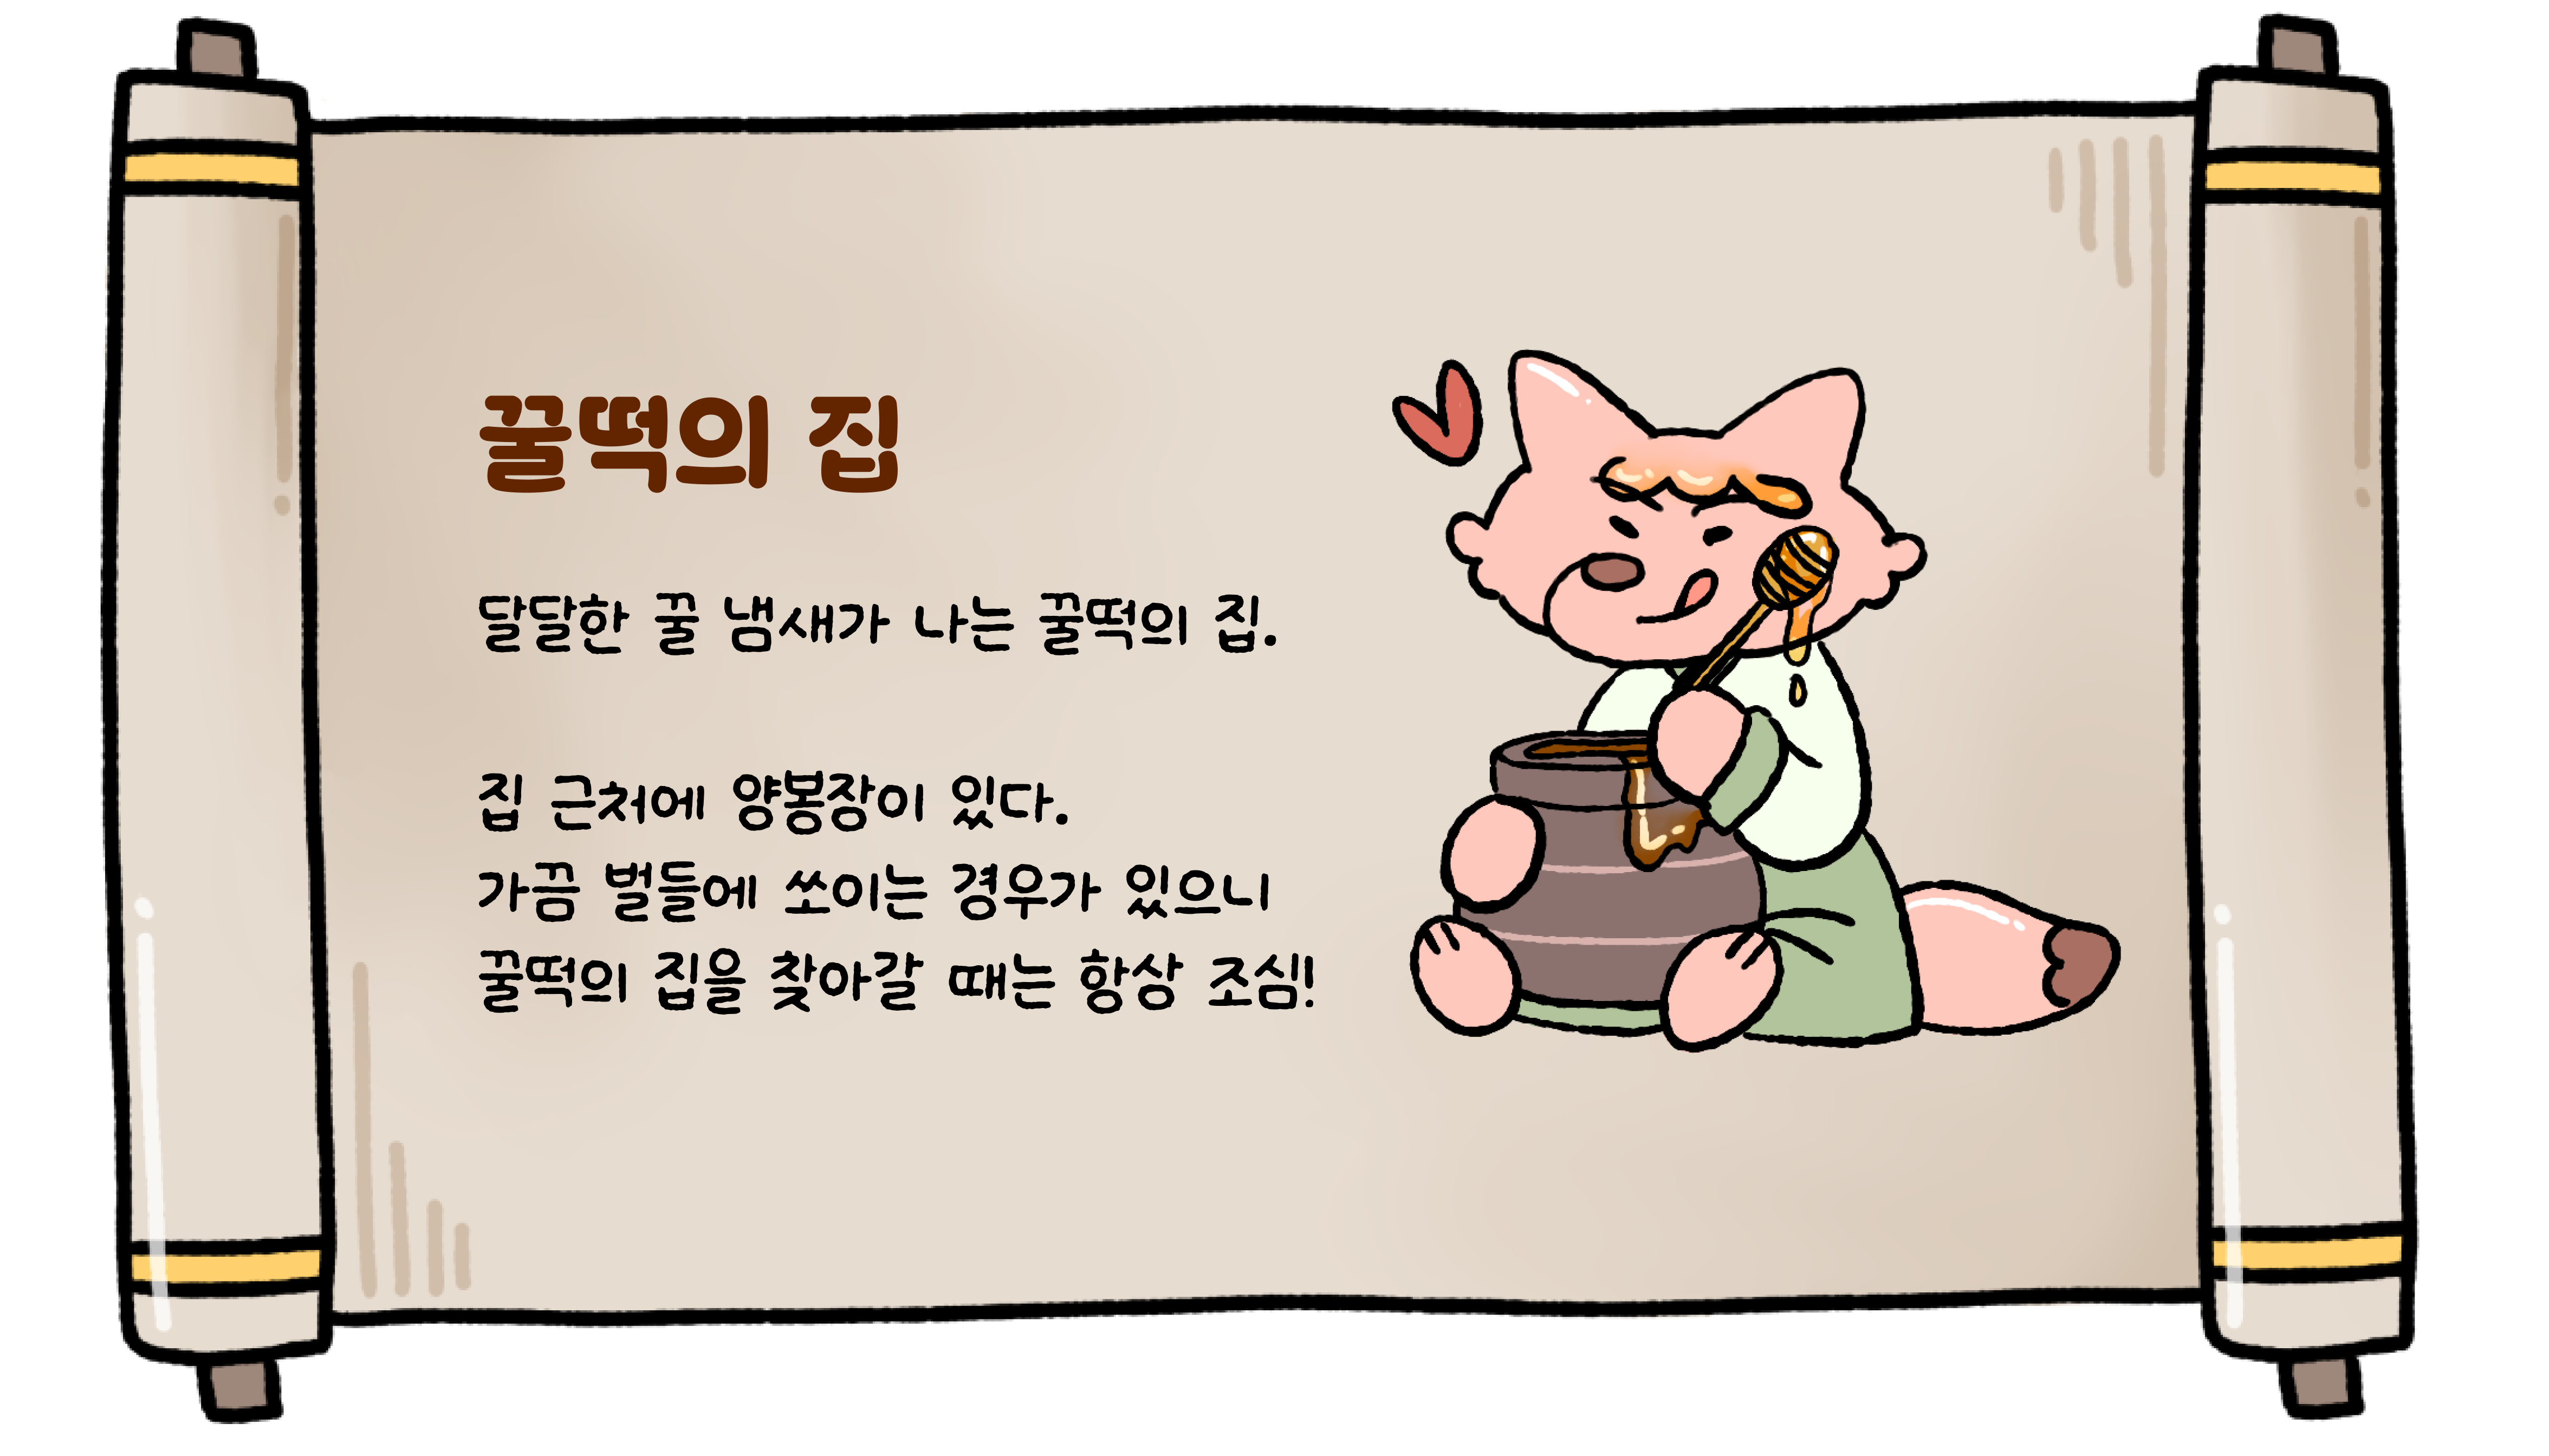 꿀떡의 집
달달한 꿀 냄새가 나는 꿀떡의 집.
집 근처에 양봉장이 있다.
가끔 벌들에 쏘이는 경우가 있으니
꿀떡의 집을 찾아갈 때는 항상 조심!